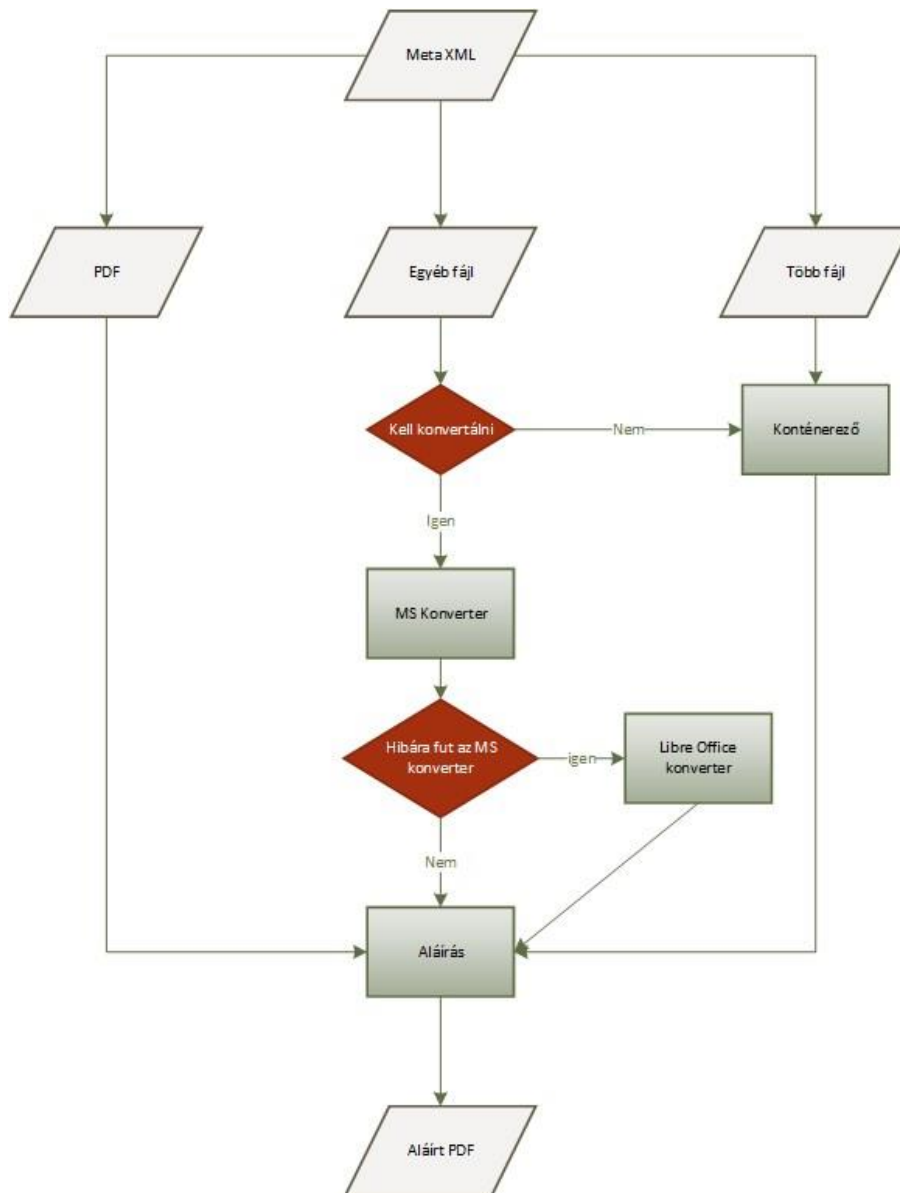 Meta XML
PDF
Egyéb fájl
Több fájl
Kell konvertálni
Nem
Konténerező
Igen
MS Konverter
Hibára fut az MS
konverter
igen
Libre Office
konverter
Nem
Aláírás
Aláírt PDF